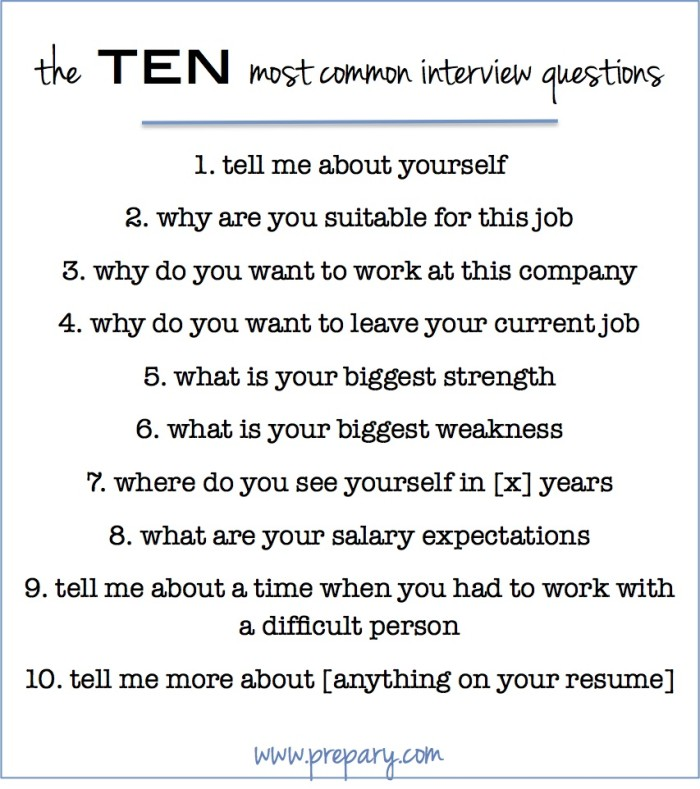 the TEN most common interview questions
1. tell me about yourself
2. why are you suitable for this job
3. why do you want to work at this company
4. why do you want to leave your current job
5. what is your biggest strength
6. what is your biggest weakness
7. where do you see yourself in [x] years
8. what are your salary expectations
9. tell me about a time when you had to work with
a difficult person
10. tell me more about [anything on your resume]
www.prepary.com